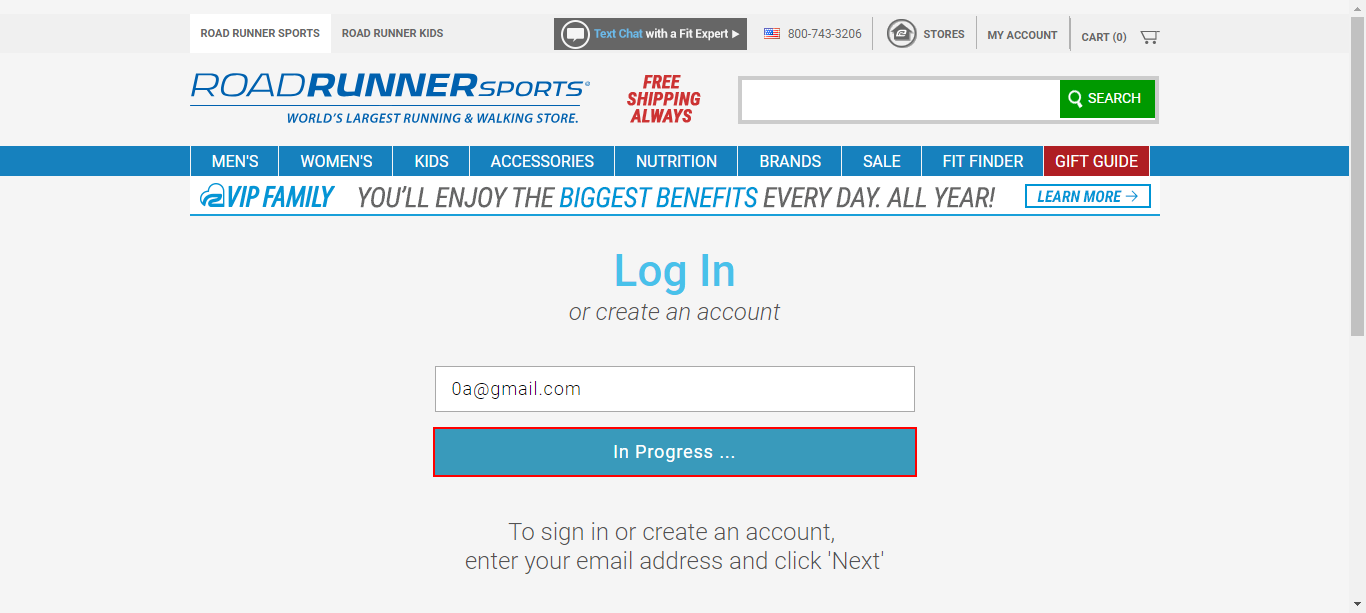 ROAD RUNNER SPORTS
ROAD RUNNER KIDS
Text Chat with a Fit Expert
800-743-3206
STORES
MY ACCOUNT
CART (0)
ROADRUNNERSPORTS®
WORLD'S LARGEST RUNNING & WALKING STORE.
FREE
SHIPPING
ALWAYS
SEARCH
MEN'S
WOMEN'S
KIDS
ACCESSORIES
NUTRITION
BRANDS
SALE
FIT FINDER
GIFT GUIDE
VIP FAMILY
YOU'LL ENJOY THE BIGGEST BENEFITS EVERY DAY. ALL YEAR!
LEARN MORE →
Log In
or create an account
0a@gmail.com
In Progress ...
To sign in or create an account,
enter your email address and click 'Next'